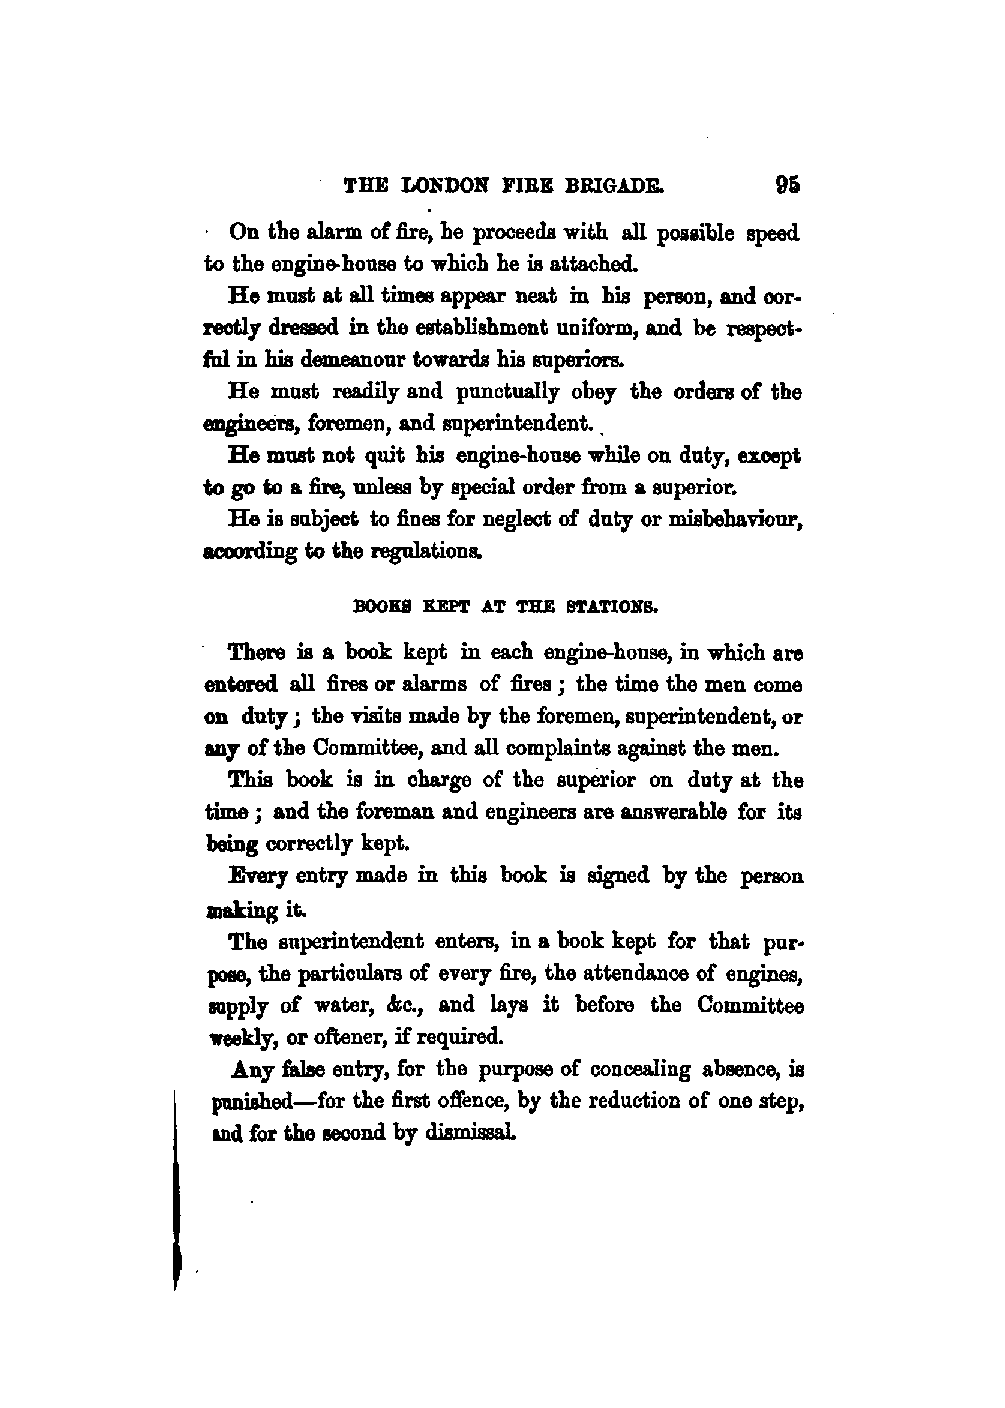 THE LONDON FIRE BRIGADE. 95
On the alarm of fire, he proceeds with all possible speed
to the engine-house to which he is attached.
He must at all times appear neat in his person, and cor-
rectly dressed in the establishment uniform, and be respect-
ful in his demeanour towards his superiors.
He must readily and punctually obey the orders of the
engineers, foremen, and superintendent.
He must not quit his engine-house while on duty, except
to go to a fire, unless by special order from a superior.
He is subject to fines for neglect of duty or misbehaviour,
according to the regulations.
BOOKS KEPT AT THE STATIONS.
There is a book kept in each engine-house, in which are
entered all fires or alarms of fires ; the time the men come
on duty ; the visits made by the foremen, superintendent, or
any of the Committee, and all complaints against the men.
This book is in charge of the superior on duty at the
time ; and the foreman and engineers are answerable for its
being correctly kept.
Every entry made in this book is signed by the person
making it.
The superintendent enters, in a book kept for that pur-
pose, the particulars of every fire, the attendance of engines,
supply of water, &c., and lays it before the Committee
weekly, or oftener, if required.
Any false entry, for the purpose of concealing absence, is
punished—for the first offence, by the reduction of one step,
and for the second by dismissal.